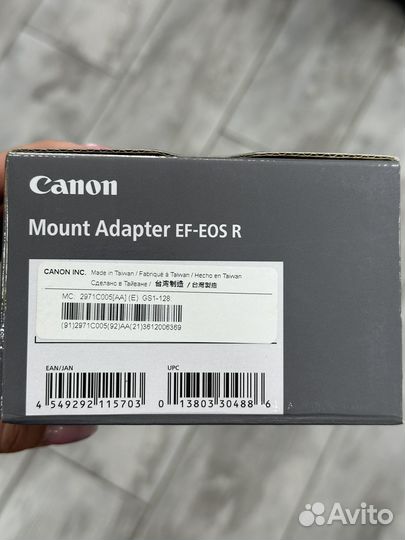 Canon
Mount Adapter EF-EOS R
CANON INC. Made in Taiwan / Fabriqué à Taiwan / Hecho en Taiwan
Сделано в Тайване / 台湾制造 / 台灣製造
MC: 2971C005[AA] (E) GS1-128
(91)2971C005(92)AA(21)3612006369
EAN/JAN
4 549292 115703
UPC
0 13803 30488 6
Avito